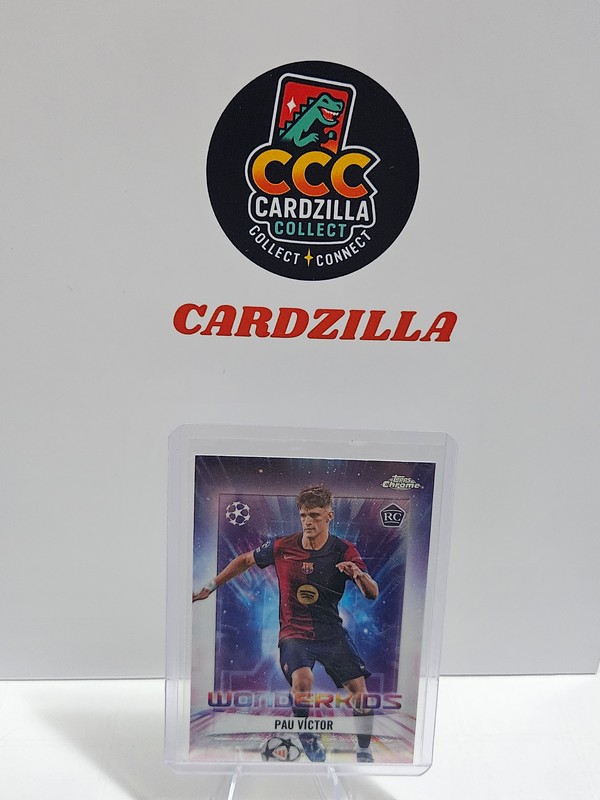 CCC
CARDZILLA
COLLECT
COLLECT CONNECT
CARDZILLA
Topps
Chrome
RC
WONDERKIDS
PAU VÍCTOR